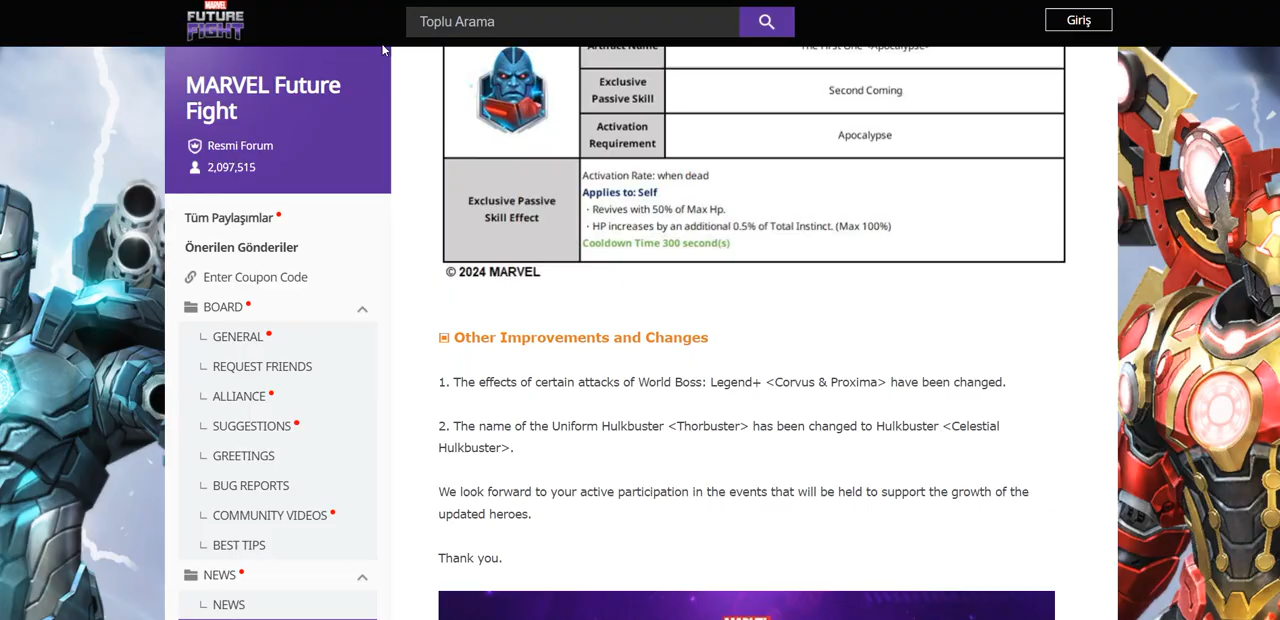 MARVEL
FUTURE
FIGHT
Toplu Arama
Giriş
MARVEL Future
Fight
Resmi Forum
2,097,515
Tüm Paylaşımlar
Önerilen Gönderiler
Enter Coupon Code
BOARD
GENERAL
REQUEST FRIENDS
ALLIANCE
SUGGESTIONS
GREETINGS
BUG REPORTS
COMMUNITY VIDEOS
BEST TIPS
NEWS
NEWS
Artifact Name
The First One <Apocalypse>
Exclusive
Passive Skill
Second Coming
Activation
Requirement
Apocalypse
Exclusive Passive
Skill Effect
Activation Rate: when dead
Applies to: Self
· Revives with 50% of Max Hp.
· HP increases by an additional 0.5% of Total Instinct. (Max 100%)
Cooldown Time 300 second(s)
© 2024 MARVEL
▣ Other Improvements and Changes
1. The effects of certain attacks of World Boss: Legend+ <Corvus & Proxima> have been changed.
2. The name of the Uniform Hulkbuster <Thorbuster> has been changed to Hulkbuster <Celestial
Hulkbuster>.
We look forward to your active participation in the events that will be held to support the growth of the
updated heroes.
Thank you.
MARVEL